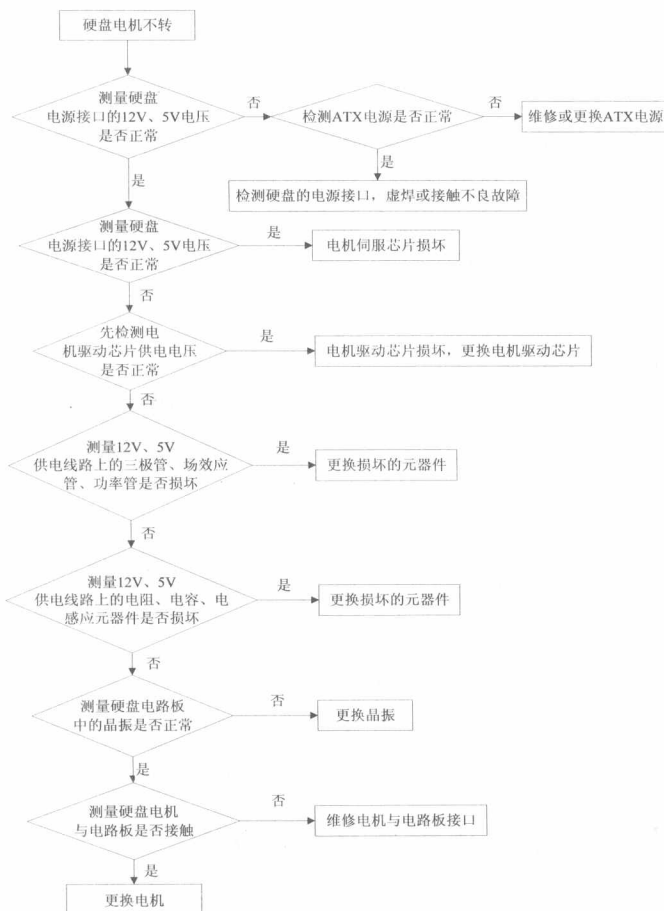 硬盘电机不转
测量硬盘
电源接口的12V、5V电压
是否正常
否
检测ATX电源是否正常
否
维修或更换ATX电源
是
是
检测硬盘的电源接口，虚焊或接触不良故障
测量硬盘
电源接口的12V、5V电压
是否正常
是
电机伺服芯片损坏
否
先检测电
机驱动芯片供电电压
是否正常
是
电机驱动芯片损坏，更换电机驱动芯片
否
测量12V、5V
供电线路上的三极管、场效应
管、功率管是否损坏
是
更换损坏的元器件
否
测量12V、5V
供电线路上的电阻、电容、电
感应元器件是否损坏
是
更换损坏的元器件
否
测量硬盘电路板
中的晶振是否正常
否
更换晶振
是
测量硬盘电机
与电路板是否接触
否
维修电机与电路板接口
是
更换电机